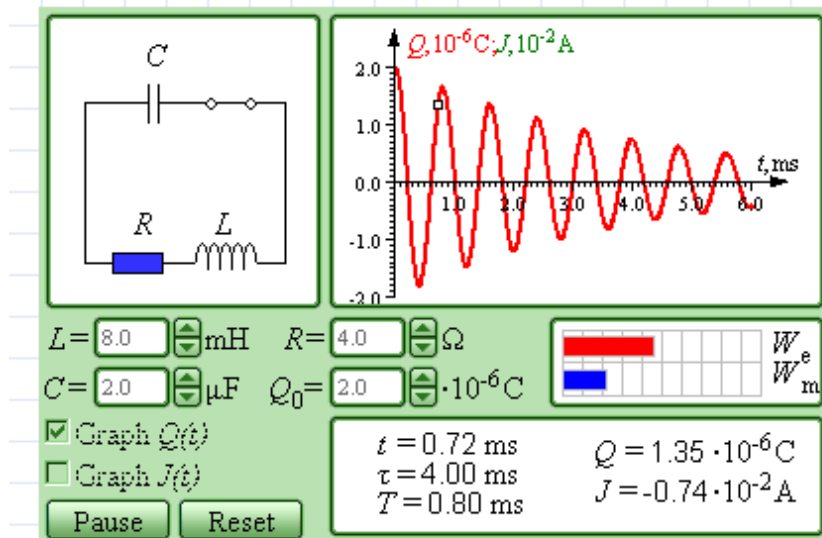 C
R L
Q,10⁻⁶C;J,10⁻²A
2.0
1.0
t,ms
0.0
1.0 2.0 3.0 4.0 5.0 6.0
-1.0
-2.0
L= 8.0 mH R= 4.0 Ω
C= 2.0 μF Q₀= 2.0 ·10⁻⁶C
Wₑ
Wₘ
Graph Q(t)
Graph J(t)
Pause Reset
t = 0.72 ms
τ = 4.00 ms
T = 0.80 ms
Q = 1.35 ·10⁻⁶C
J = -0.74·10⁻²A